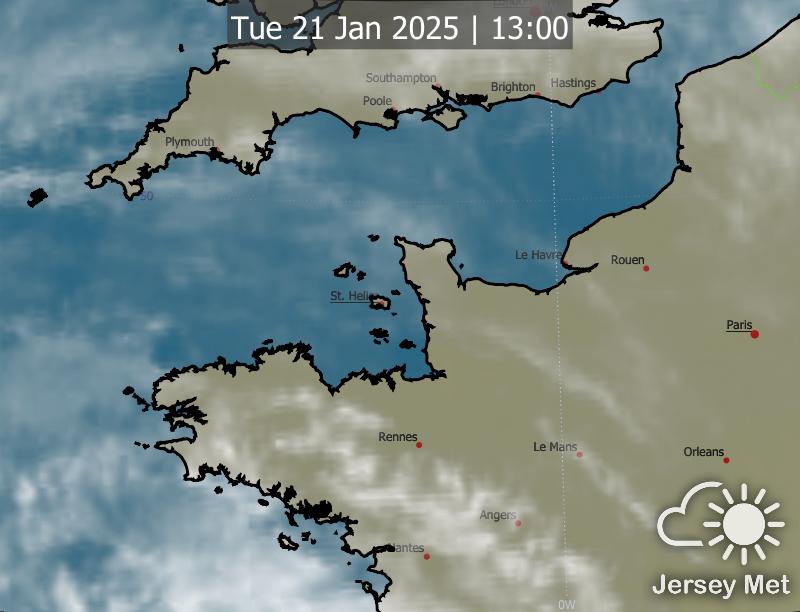 Tue 21 Jan 2025 | 13:00
Southampton
Brighton
Hastings
Poole
Plymouth
50
Le Havre
Rouen
St. Helier
Paris
Rennes
Le Mans
Orleans
Angers
Nantes
0W
Jersey Met